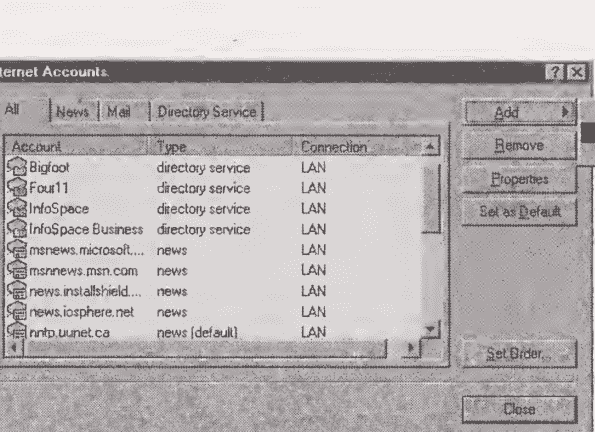 ternet Accounts
All News Mail Directory Service
Add
Remove
Properties
Set as Default
Account Type Connection
Bigfoot directory service LAN
Four11 directory service LAN
InfoSpace directory service LAN
InfoSpace Business directory service LAN
msnews.microsoft.... news LAN
msnnews.msn.com news LAN
news.installshield.... news LAN
news.iosphere.net news LAN
nntp.uunet.ca news (default) LAN
Set Order...
Close